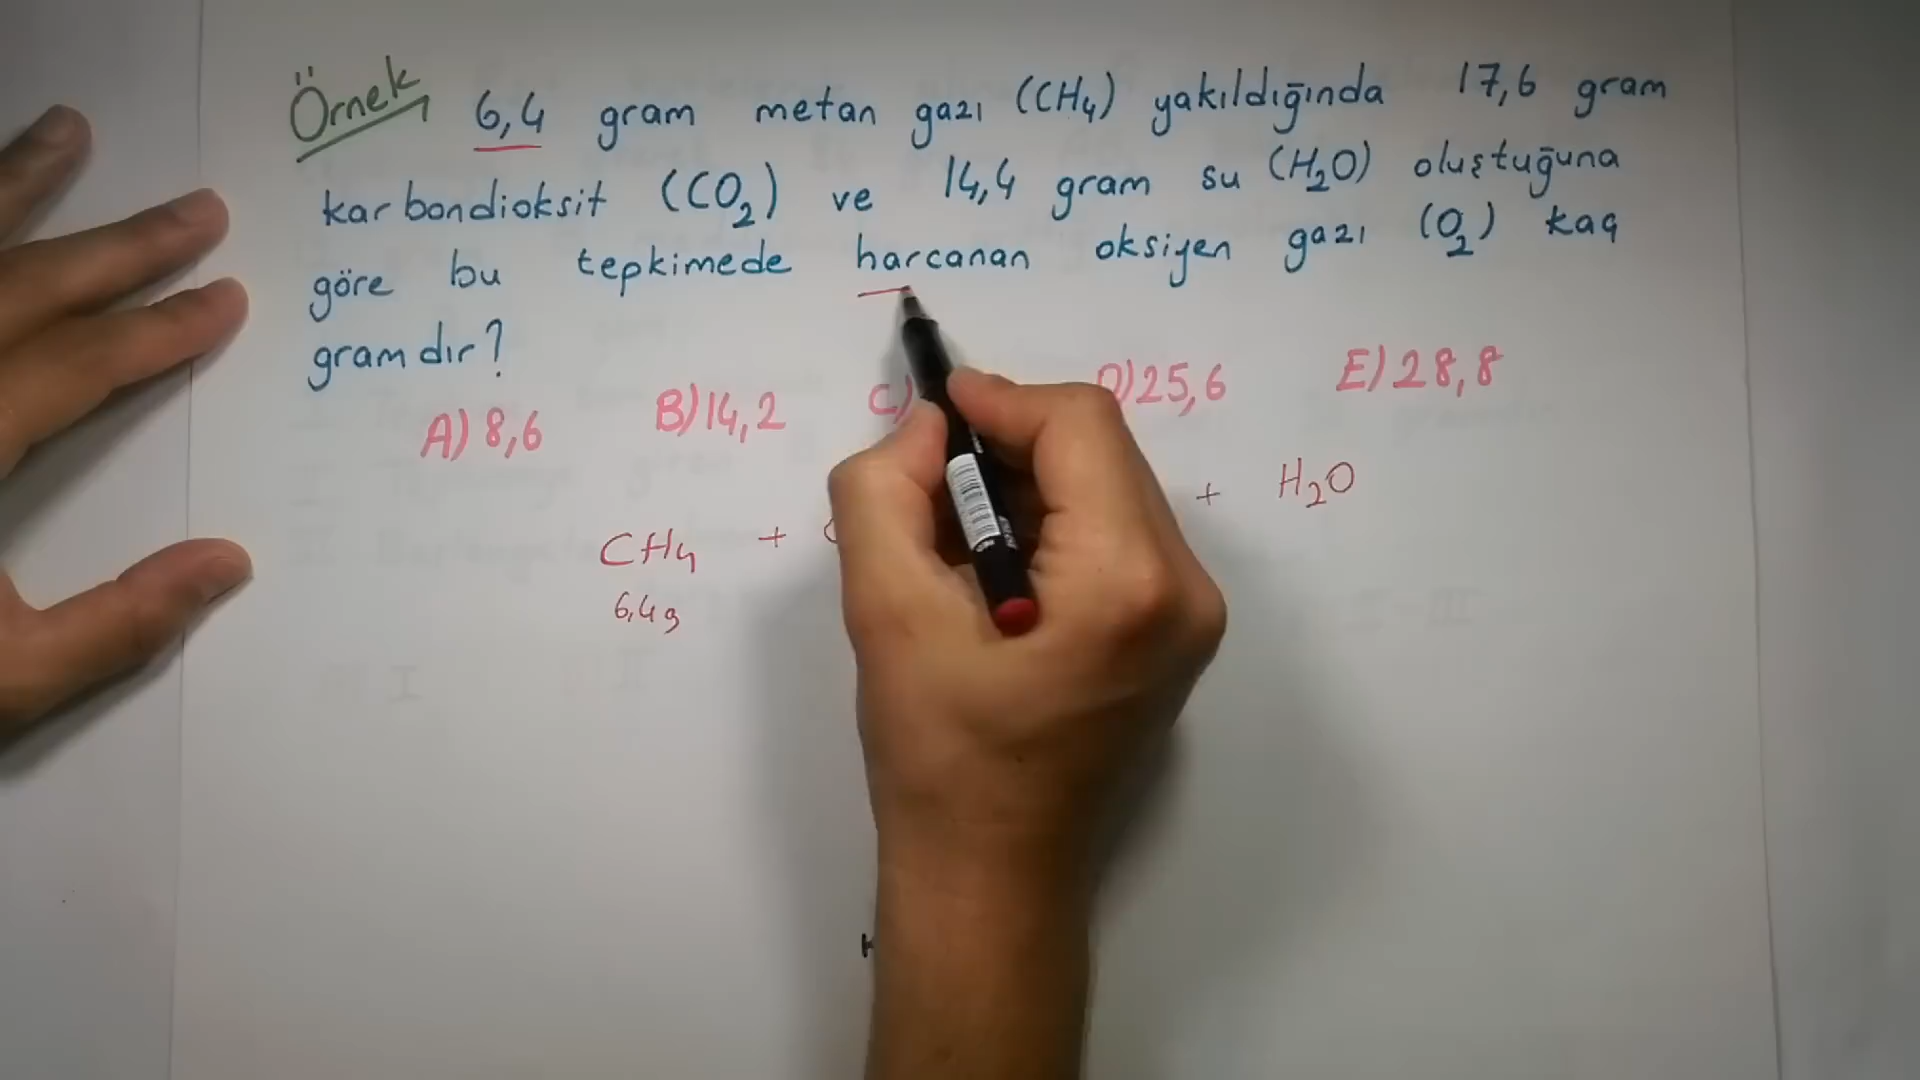 Örnek 6,4 gram metan gazı (CH₄) yakıldığında 17,6 gram
karbondioksit (CO₂) ve 14,4 gram su (H₂O) oluştuğuna
göre bu tepkimede harcanan oksijen gazı (O₂) kaç
gramdır?
A) 8,6 B) 14,2 C) D) 25,6 E) 28,8
CH₄ + + H₂O
6,4g